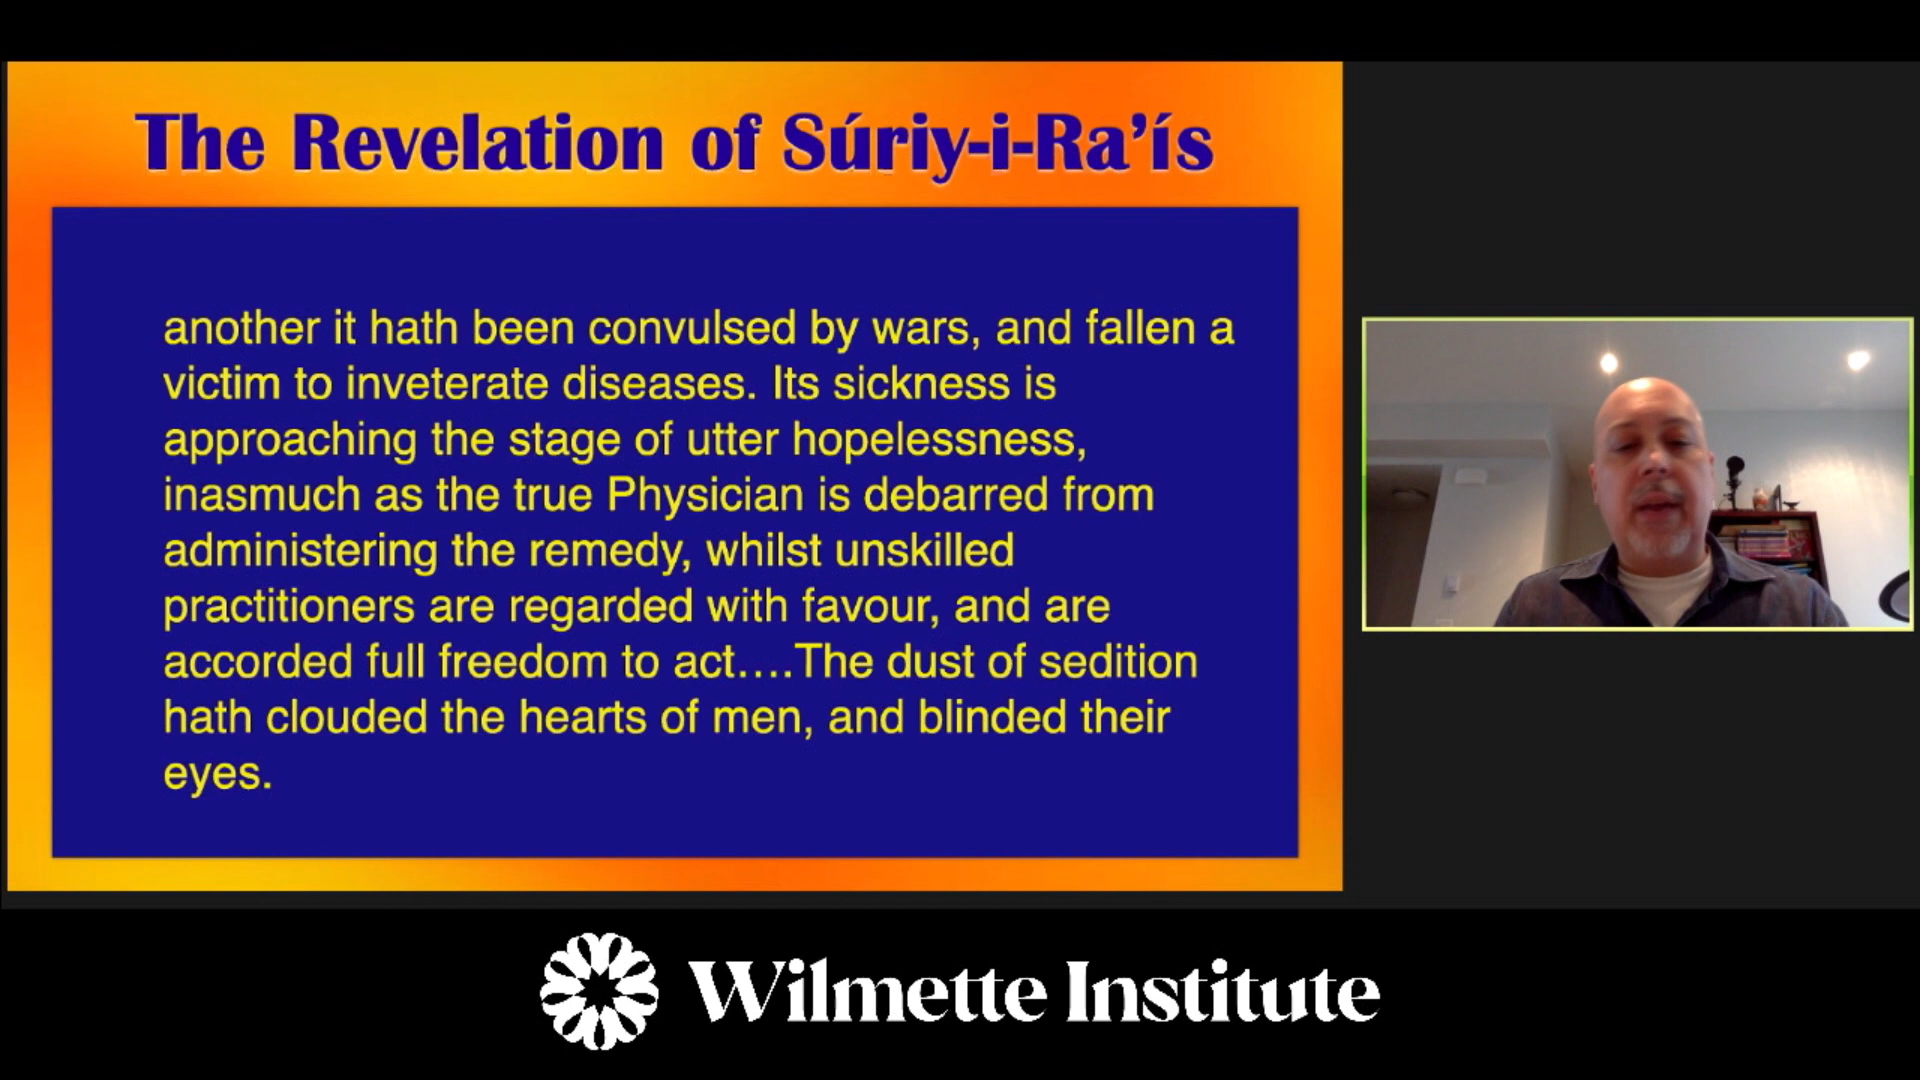 The Revelation of Súriy-i-Ra’ís
another it hath been convulsed by wars, and fallen a
victim to inveterate diseases. Its sickness is
approaching the stage of utter hopelessness,
inasmuch as the true Physician is debarred from
administering the remedy, whilst unskilled
practitioners are regarded with favour, and are
accorded full freedom to act....The dust of sedition
hath clouded the hearts of men, and blinded their
eyes.
Wilmette Institute